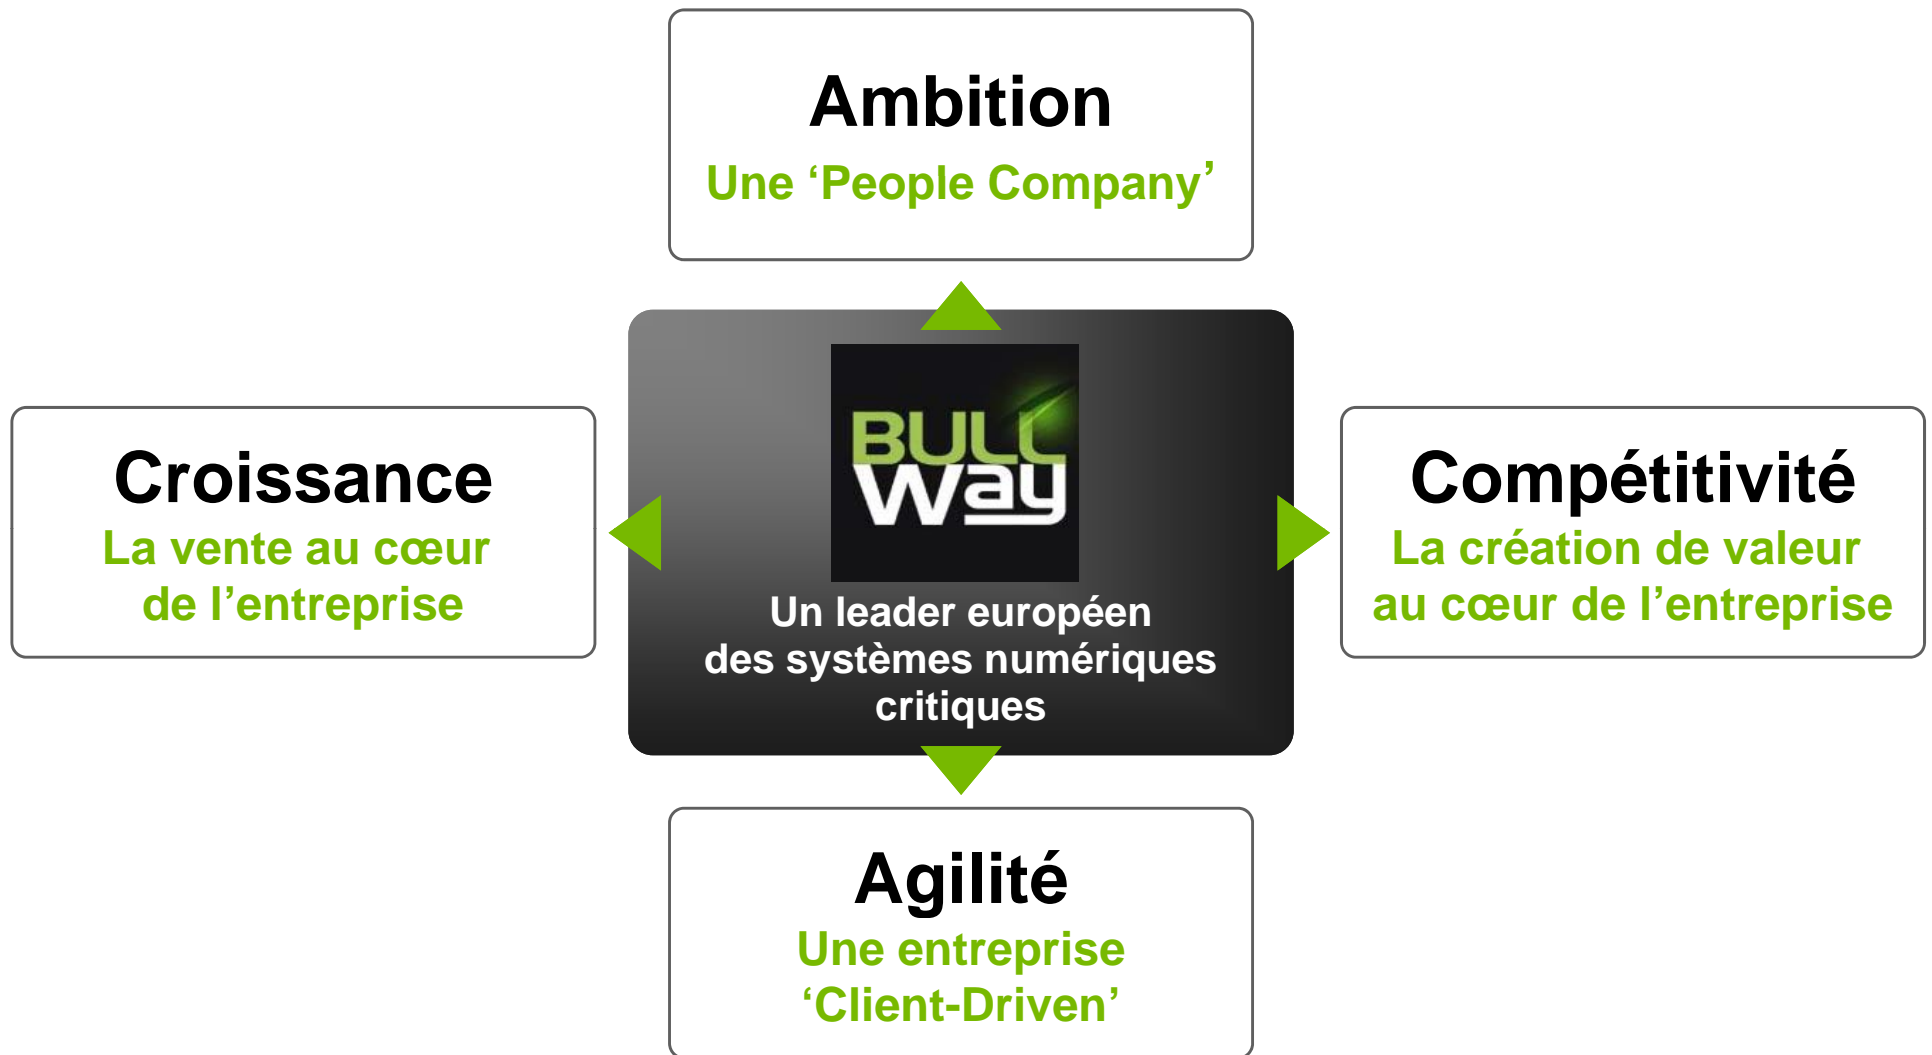 Ambition
Une ‘People Company’
Croissance
La vente au cœur
de l’entreprise
BULL
Way
Un leader européen
des systèmes numériques
critiques
Compétitivité
La création de valeur
au cœur de l’entreprise
Agilité
Une entreprise
‘Client-Driven’